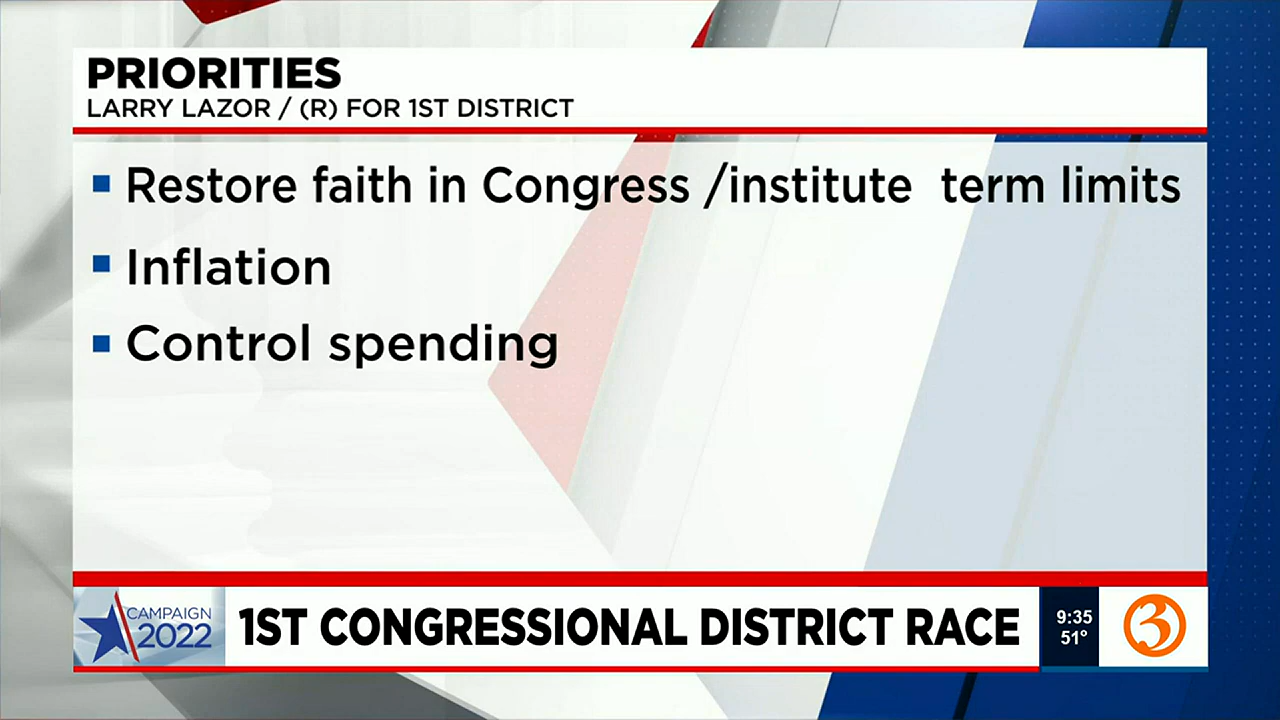 PRIORITIES
LARRY LAZOR / (R) FOR 1ST DISTRICT
Restore faith in Congress /institute term limits
Inflation
Control spending
CAMPAIGN
2022
1ST CONGRESSIONAL DISTRICT RACE
9:35
51°
3